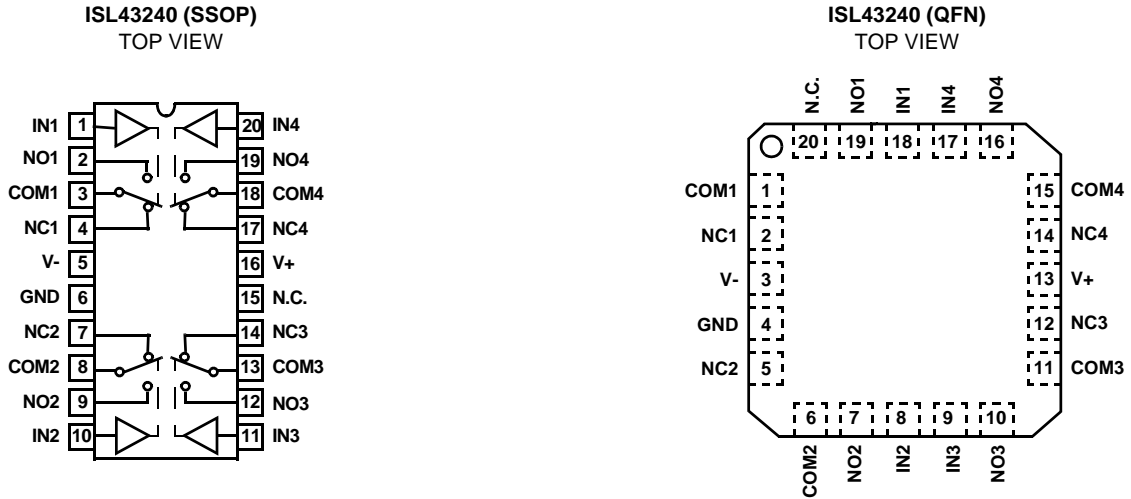 ISL43240 (SSOP)
TOP VIEW
IN1 1
NO1 2
COM1 3
NC1 4
V- 5
GND 6
NC2 7
COM2 8
NO2 9
IN2 10
20 IN4
19 NO4
18 COM4
17 NC4
16 V+
15 N.C.
14 NC3
13 COM3
12 NO3
11 IN3
ISL43240 (QFN)
TOP VIEW
N.C. NO1 IN1 IN4 NO4
20 19 18 17 16
COM1 1
NC1 2
V- 3
GND 4
NC2 5
15 COM4
14 NC4
13 V+
12 NC3
11 COM3
6 7 8 9 10
COM2 NO2 IN2 IN3 NO3